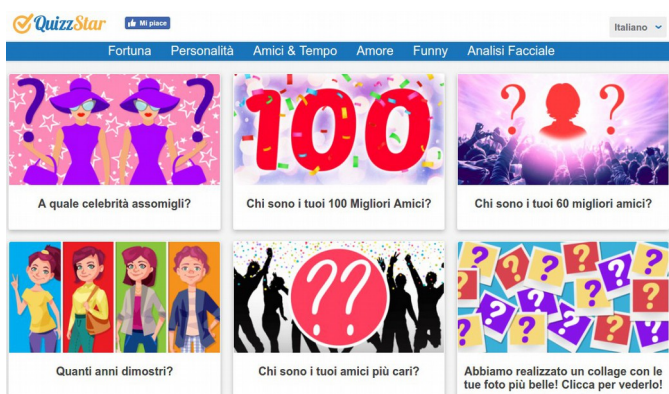 QuizzStar
Mi piace
Italiano
Fortuna Personalità Amici & Tempo Amore Funny Analisi Facciale
? ?
100
? ?
A quale celebrità assomigli?
Chi sono i tuoi 100 Migliori Amici?
Chi sono i tuoi 60 migliori amici?
??
? ? ? ? ? ? ? ? ? ? ? ?
Quanti anni dimostri?
Chi sono i tuoi amici più cari?
Abbiamo realizzato un collage con le
tue foto più belle! Clicca per vederlo!